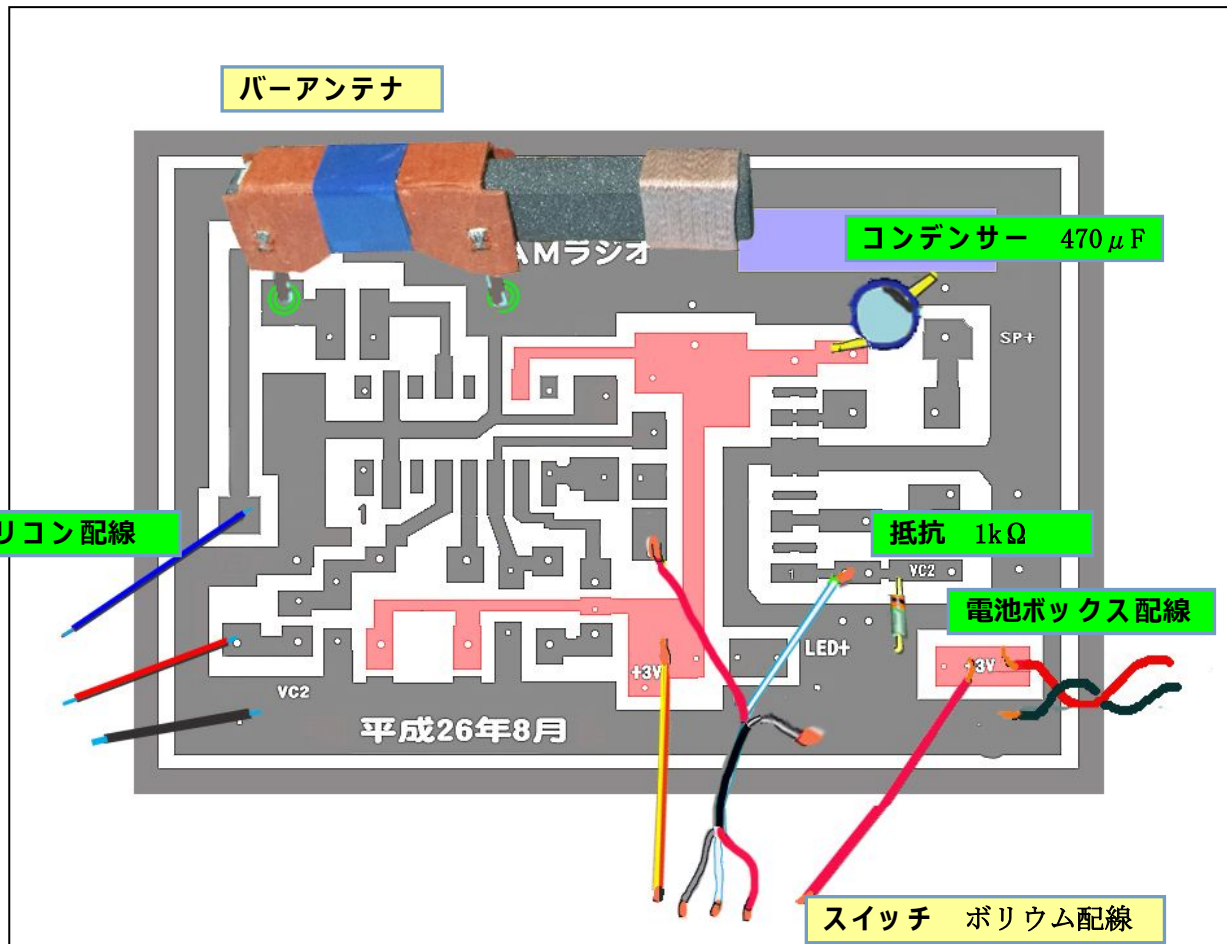 バーアンテナ
コンデンサー 470μF
AMラジオ
SP+
1
リコン配線
抵抗 1kΩ
1
VC2
電池ボックス配線
LED+
+3V
+3V
VC2
平成26年8月
スイッチ ボリウム配線